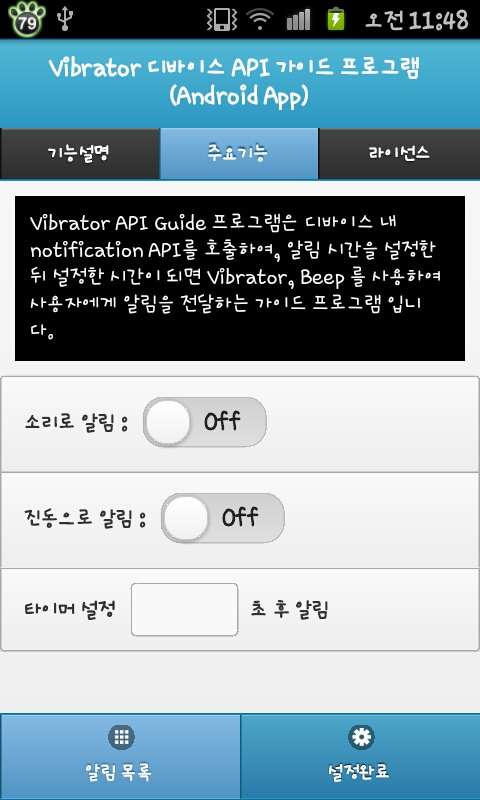 79 오전 11:48
Vibrator 디바이스 API 가이드 프로그램
(Android App)
기능설명 주요기능 라이선스
Vibrator API Guide 프로그램은 디바이스 내
notification API를 호출하여, 알림 시간을 설정한
뒤 설정한 시간이 되면 Vibrator, Beep 를 사용하여
사용자에게 알림을 전달하는 가이드 프로그램 입니
다.
소리로 알림 : Off
진동으로 알림 : Off
타이머 설정 초 후 알림
알림 목록 설정완료